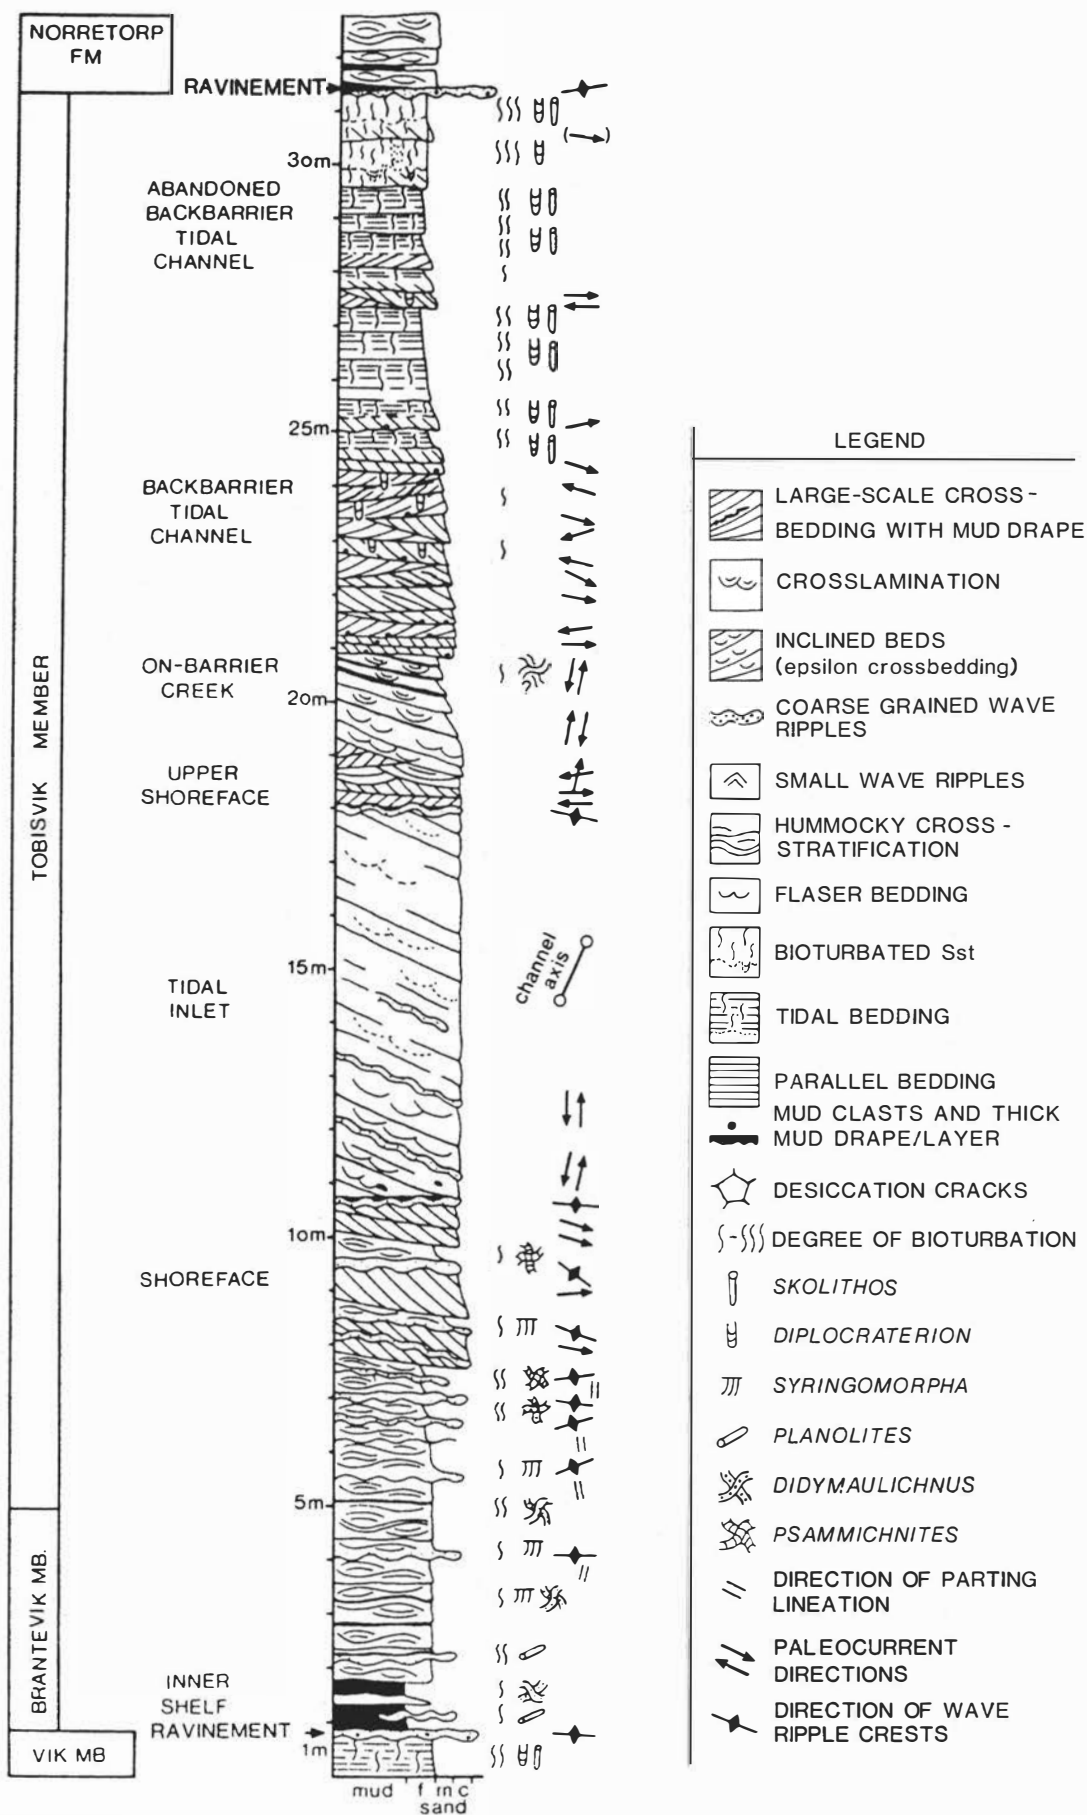 NORRETORP
FM
RAVINEMENT
30m
ABANDONED
BACKBARRIER
TIDAL
CHANNEL
25m
BACKBARRIER
TIDAL
CHANNEL
ON-BARRIER
CREEK
20m
UPPER
SHOREFACE
TOBISVIK MEMBER
channel
axis
15m
TIDAL
INLET
10m
SHOREFACE
5m
BRANTEVIK MB.
INNER
SHELF
RAVINEMENT
1m
VIK MB
mud f m c
sand
LEGEND
LARGE-SCALE CROSS-
BEDDING WITH MUD DRAPE
CROSSLAMINATION
INCLINED BEDS
(epsilon crossbedding)
COARSE GRAINED WAVE
RIPPLES
SMALL WAVE RIPPLES
HUMMOCKY CROSS-
STRATIFICATION
FLASER BEDDING
BIOTURBATED Sst
TIDAL BEDDING
PARALLEL BEDDING
MUD CLASTS AND THICK
MUD DRAPE/LAYER
DESICCATION CRACKS
DEGREE OF BIOTURBATION
SKOLITHOS
DIPLOCRATERION
SYRINGOMORPHA
PLANOLITES
DIDYMAULICHNUS
PSAMMICHNITES
DIRECTION OF PARTING
LINEATION
PALEOCURRENT
DIRECTIONS
DIRECTION OF WAVE
RIPPLE CRESTS